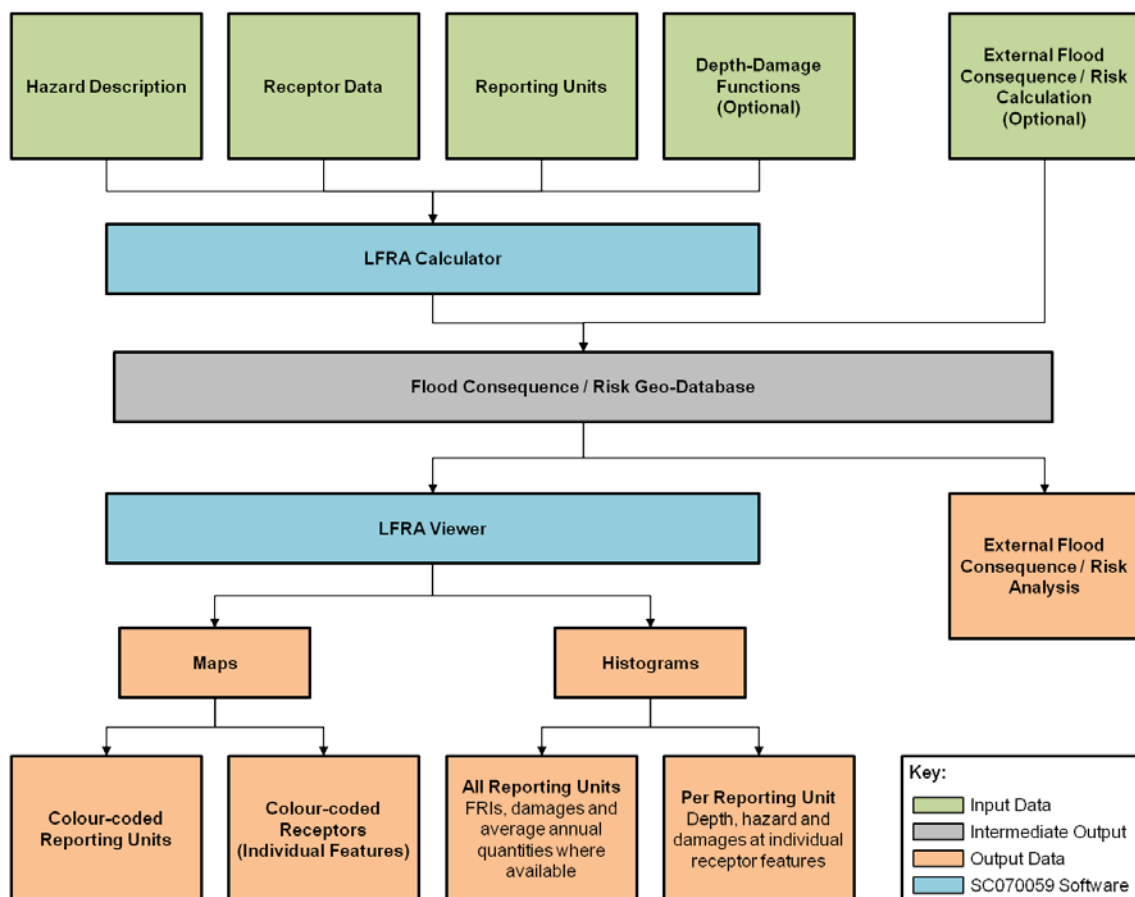 Hazard Description
Receptor Data
Reporting Units
Depth-Damage
Functions
(Optional)
External Flood
Consequence / Risk
Calculation
(Optional)
LFRA Calculator
Flood Consequence / Risk Geo-Database
LFRA Viewer
External Flood
Consequence / Risk
Analysis
Maps
Histograms
Colour-coded
Reporting Units
Colour-coded
Receptors
(Individual Features)
All Reporting Units
FRIs, damages and
average annual
quantities where
available
Per Reporting Unit
Depth, hazard and
damages at individual
receptor features
Key:
Input Data
Intermediate Output
Output Data
SC070059 Software